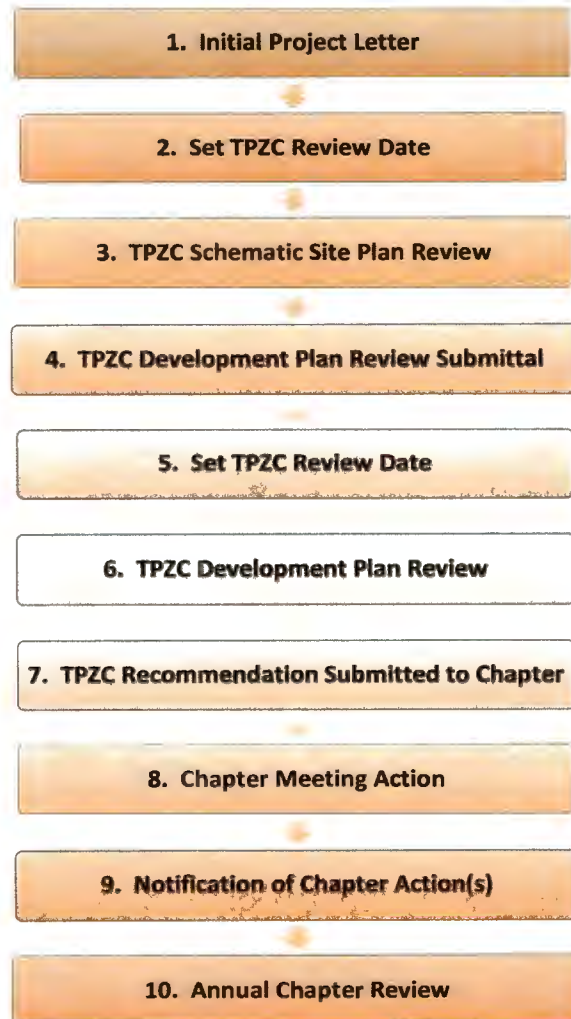 1. Initial Project Letter
2. Set TPZC Review Date
3. TPZC Schematic Site Plan Review
4. TPZC Development Plan Review Submittal
5. Set TPZC Review Date
6. TPZC Development Plan Review
7. TPZC Recommendation Submitted to Chapter
8. Chapter Meeting Action
9. Notification of Chapter Action(s)
10. Annual Chapter Review